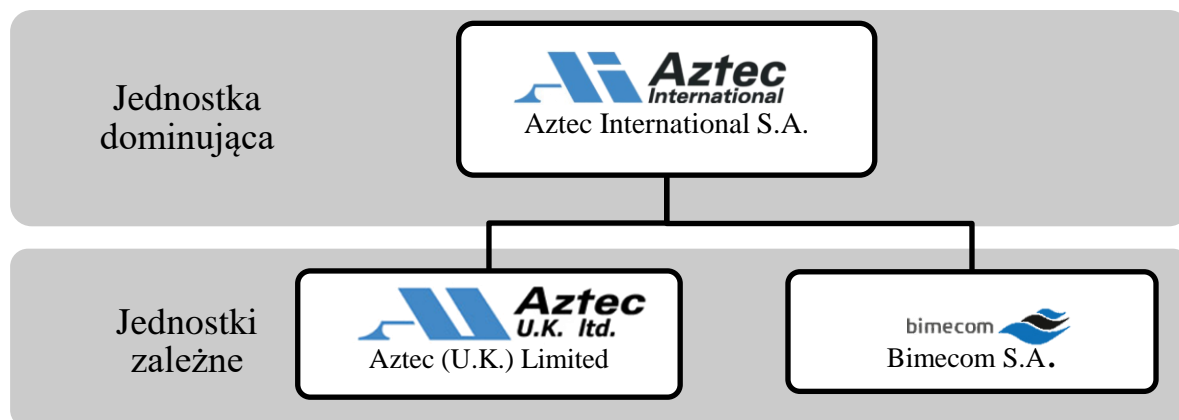 Jednostka
dominująca
Aztec
International
Aztec International S.A.
Jednostki
zależne
Aztec
U.K. ltd.
Aztec (U.K.) Limited
bimecom
Bimecom S.A.